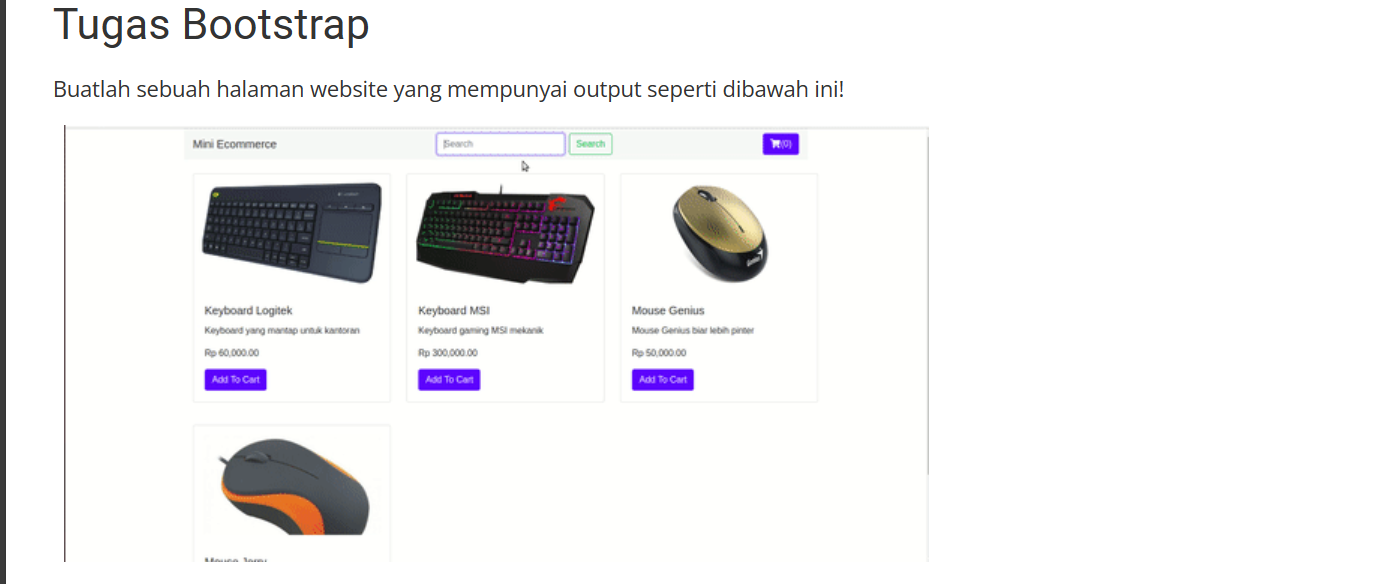 Tugas Bootstrap
Buatlah sebuah halaman website yang mempunyai output seperti dibawah ini!
Mini Ecommerce
Search
Search
(0)
Keyboard Logitek
Keyboard MSI
Mouse Genius
Keyboard yang mantap untuk kantoran
Keyboard gaming MSI mekanik
Mouse Genius biar lebih pinter
Rp 60,000.00
Rp 300,000.00
Rp 50,000.00
Add To Cart
Add To Cart
Add To Cart
Mouse Jerry